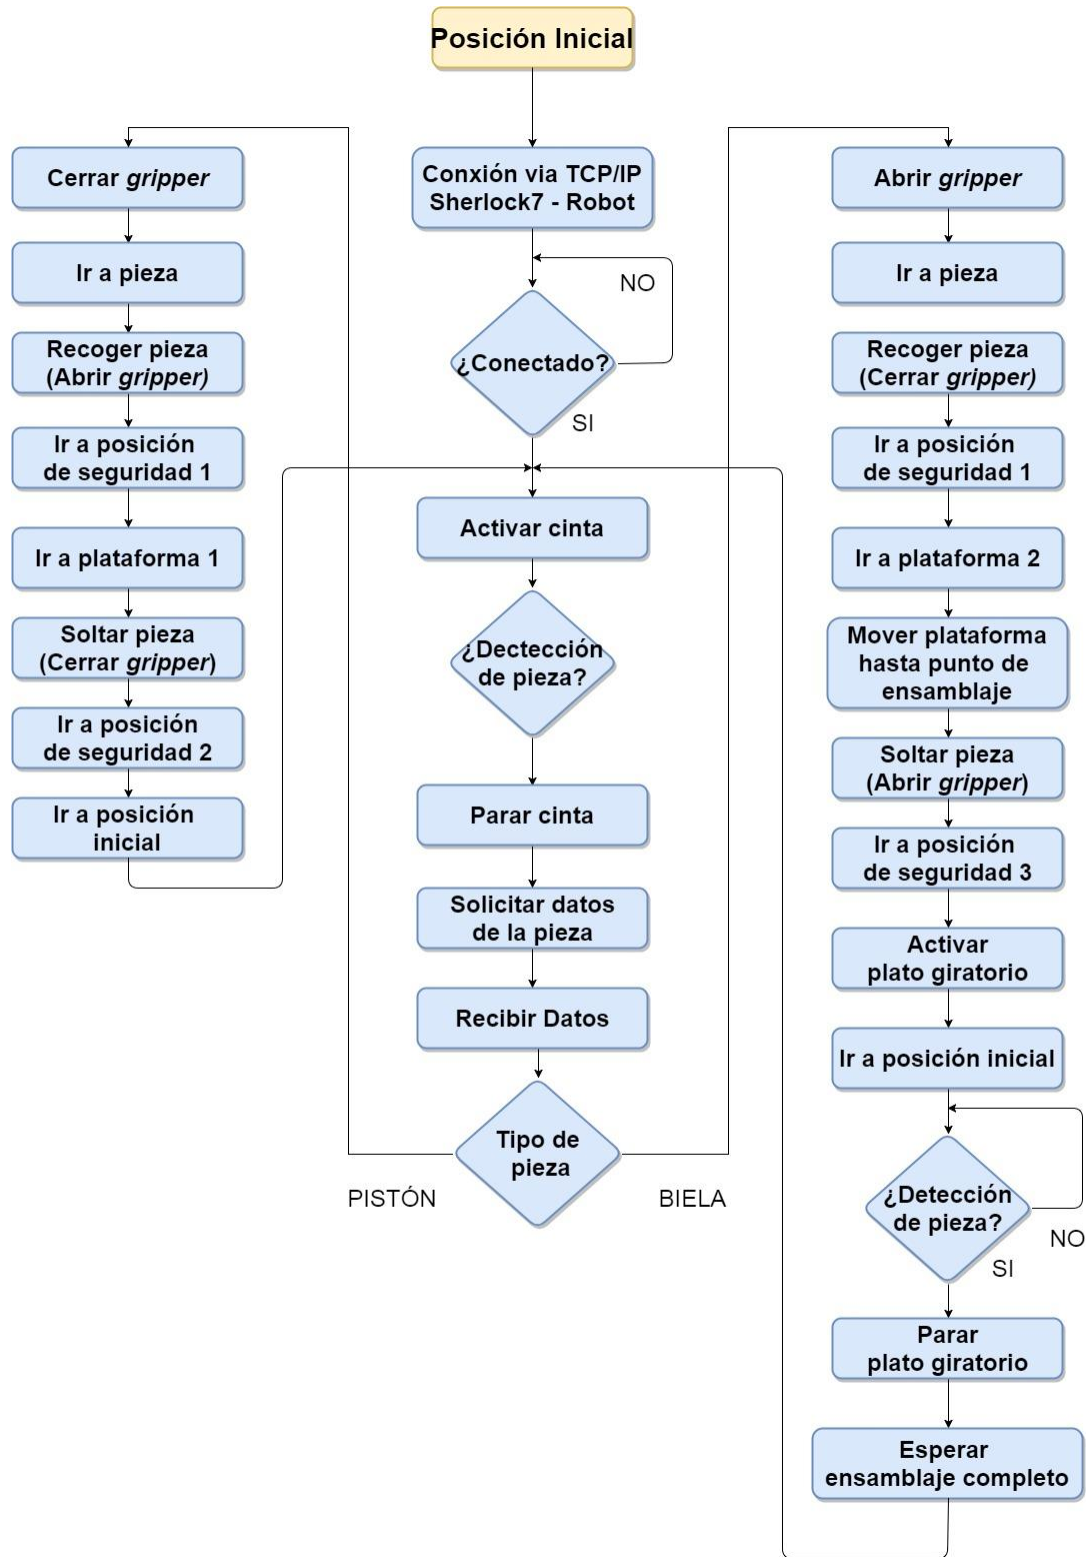 Posición Inicial
Cerrar gripper
Ir a pieza
Recoger pieza
(Abrir gripper)
Ir a posición
de seguridad 1
Ir a plataforma 1
Soltar pieza
(Cerrar gripper)
Ir a posición
de seguridad 2
Ir a posición
inicial
Conxión via TCP/IP
Sherlock7 - Robot
NO
¿Conectado?
SI
Activar cinta
¿Dectección
de pieza?
Parar cinta
Solicitar datos
de la pieza
Recibir Datos
Tipo de
pieza
PISTÓN
BIELA
Abrir gripper
Ir a pieza
Recoger pieza
(Cerrar gripper)
Ir a posición
de seguridad 1
Ir a plataforma 2
Mover plataforma
hasta punto de
ensamblaje
Soltar pieza
(Abrir gripper)
Ir a posición
de seguridad 3
Activar
plato giratorio
Ir a posición inicial
¿Detección
de pieza?
NO
SI
Parar
plato giratorio
Esperar
ensamblaje completo